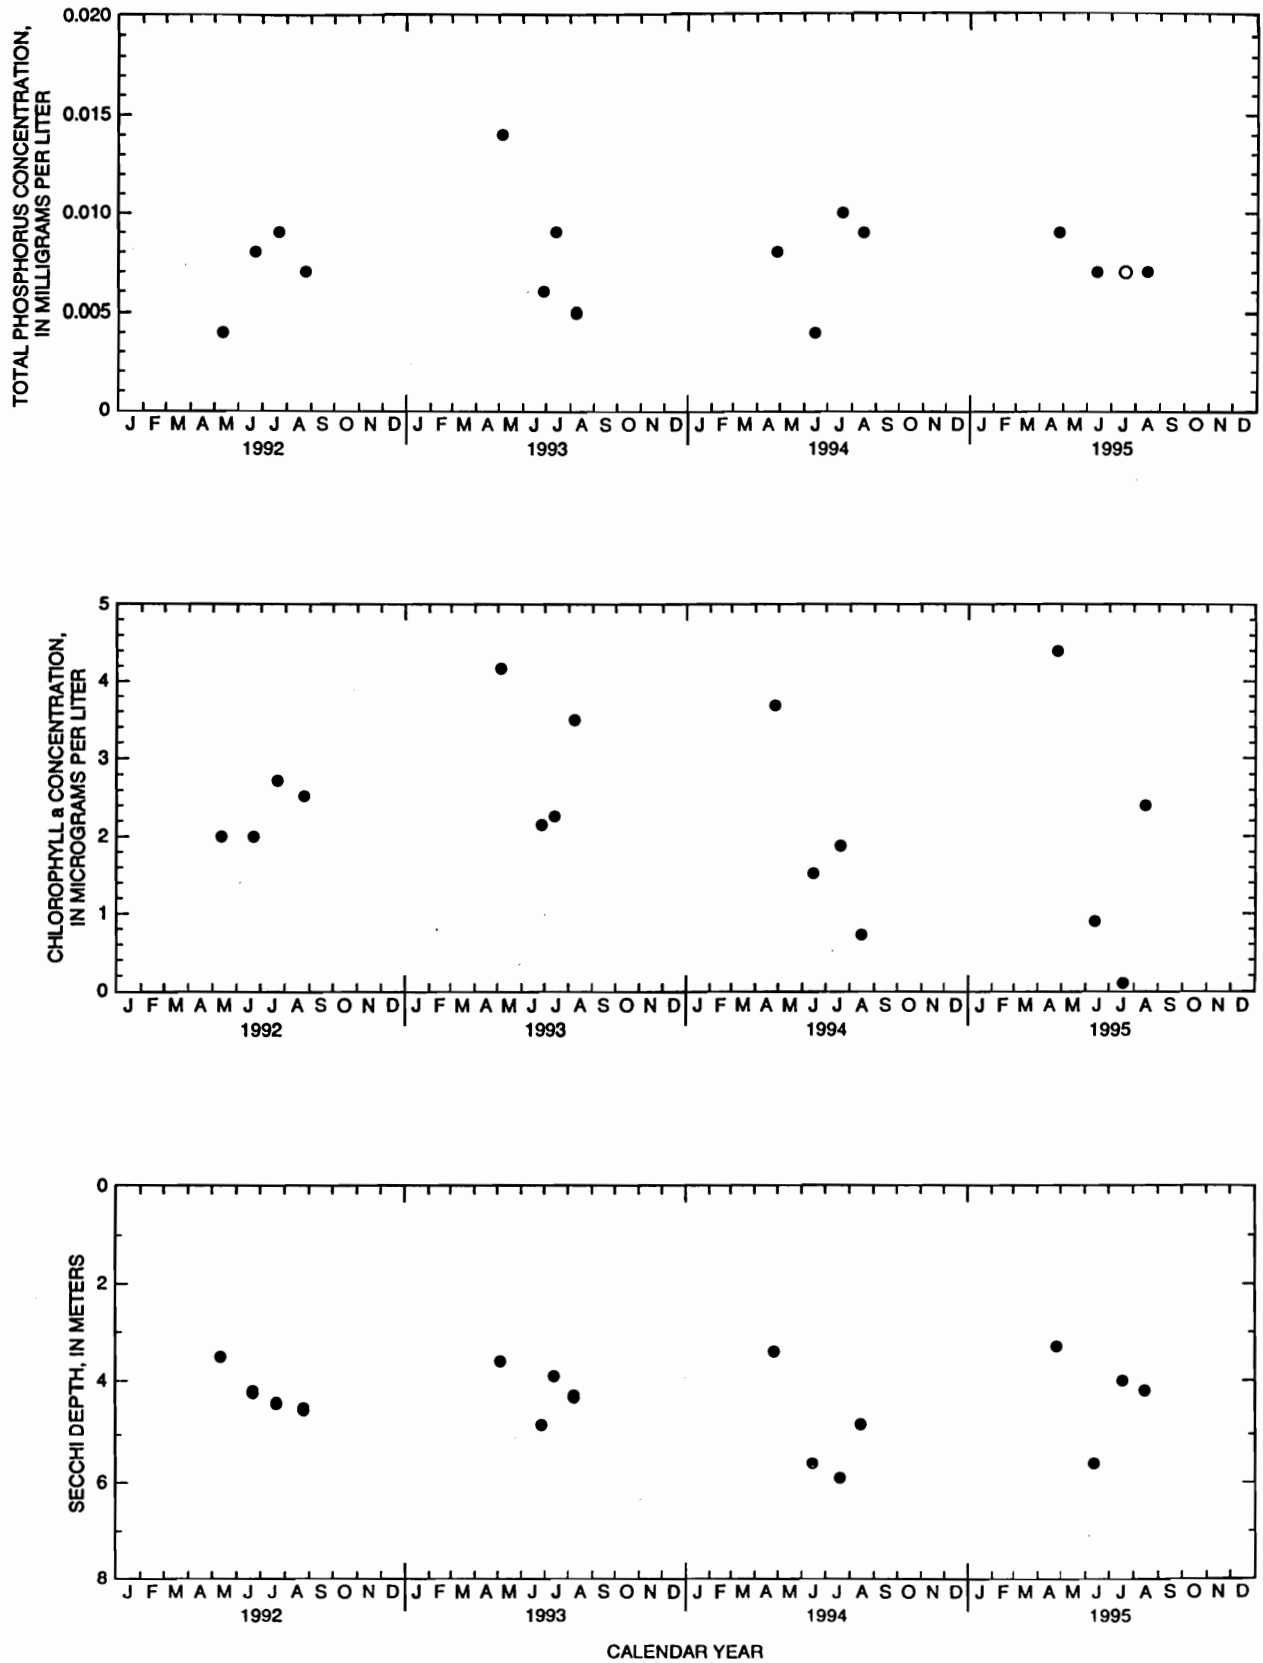 TOTAL PHOSPHORUS CONCENTRATION,
IN MILLIGRAMS PER LITER
0.020
0.015
0.010
0.005
0
J F M A M J J A S O N D J F M A M J J A S O N D J F M A M J J A S O N D J F M A M J J A S O N D
1992 1993 1994 1995
CHLOROPHYLL a CONCENTRATION,
IN MICROGRAMS PER LITER
5
4
3
2
1
0
J F M A M J J A S O N D J F M A M J J A S O N D J F M A M J J A S O N D J F M A M J J A S O N D
1992 1993 1994 1995
SECCHI DEPTH, IN METERS
0
2
4
6
8
J F M A M J J A S O N D J F M A M J J A S O N D J F M A M J J A S O N D J F M A M J J A S O N D
1992 1993 1994 1995
CALENDAR YEAR